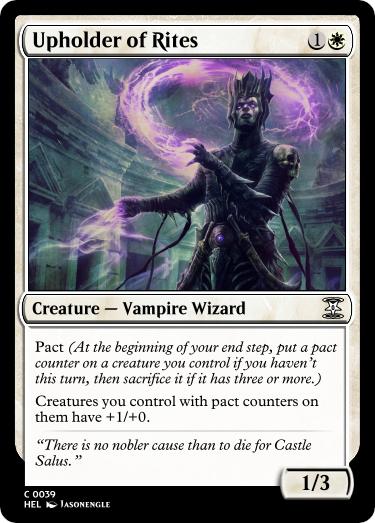 Upholder of Rites 1
Creature — Vampire Wizard
Pact (At the beginning of your end step, put a pact
counter on a creature you control if you haven't
this turn, then sacrifice it if it has three or more.)
Creatures you control with pact counters on
them have +1/+0.
"There is no nobler cause than to die for Castle
Salus."
1/3
C 0039
HEL JASONENGLE